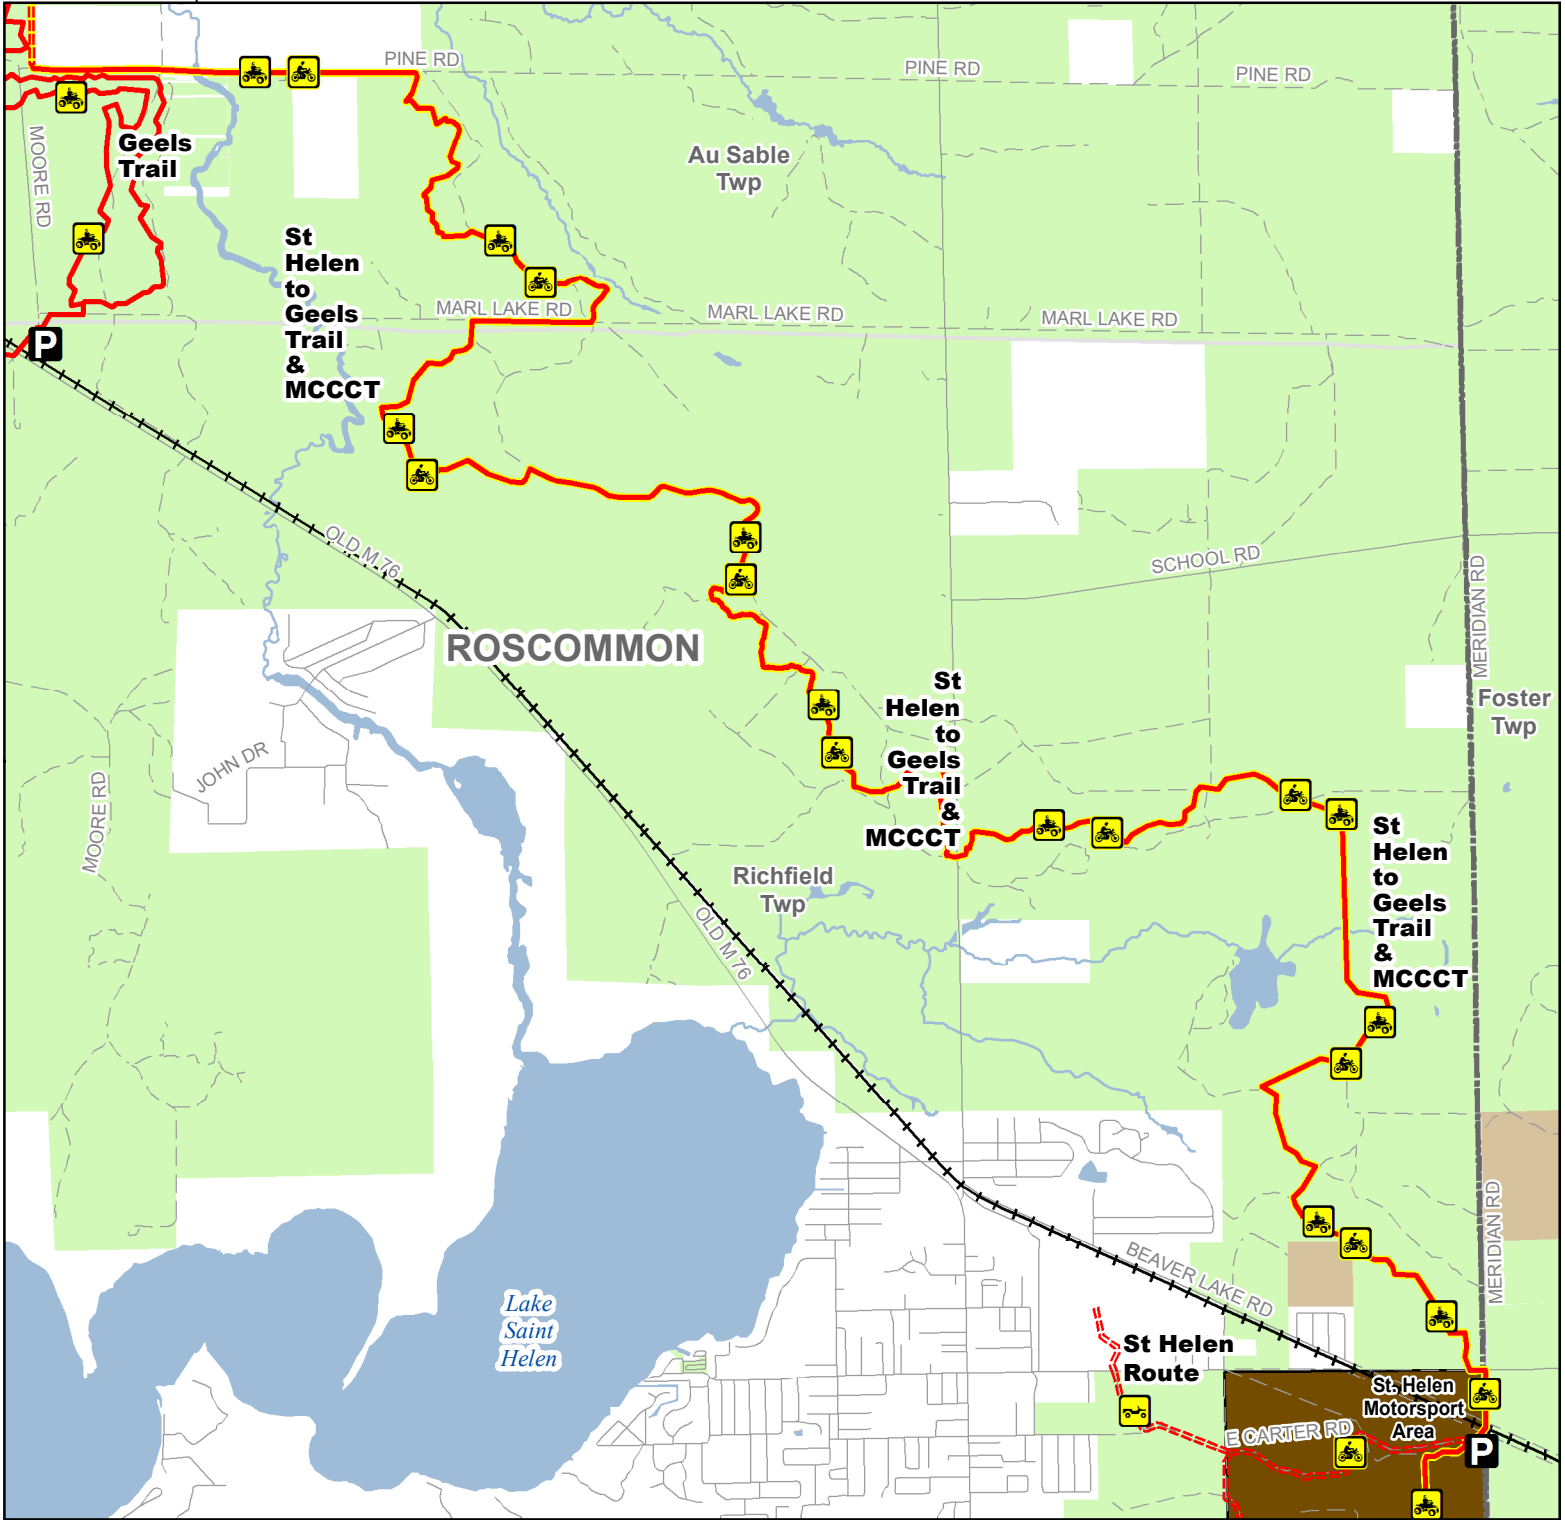 PINE RD
PINE RD
PINE RD
MOORE RD
Geels
Trail
Au Sable
Twp
St
Helen
to
Geels
Trail
&
MCCCT
MARL LAKE RD
MARL LAKE RD
MARL LAKE RD
P
OLD M 76
SCHOOL RD
MERIDIAN RD
ROSCOMMON
St
Helen
to
Geels
Trail
&
MCCCT
Foster
Twp
JOHN DR
MOORE RD
St
Helen
to
Geels
Trail
&
MCCCT
Richfield
Twp
OLD M 76
MERIDIAN RD
BEAVER LAKE RD
Lake
Saint
Helen
St Helen
Route
St. Helen
Motorsport
Area
E CARTER RD
P